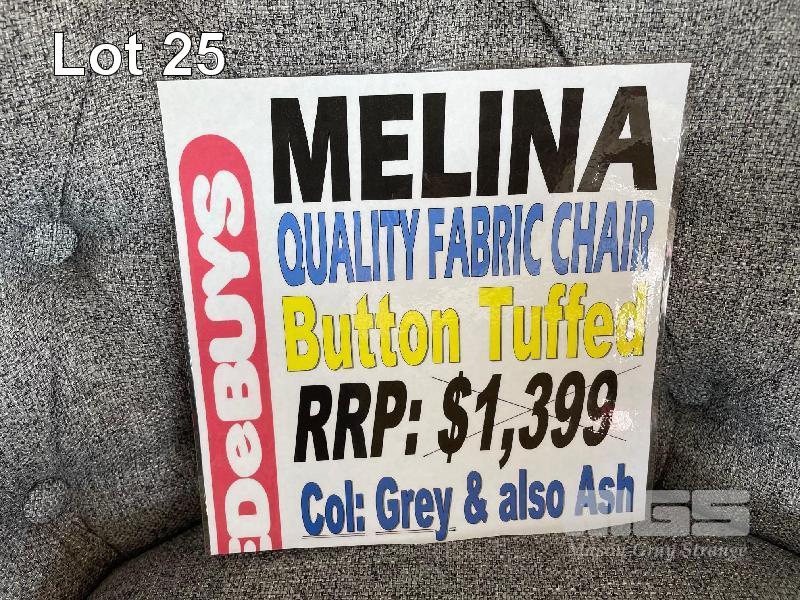 Lot 25
MELINA
QUALITY FABRIC CHAIR
Button Tuffed
RRP: $1,399
Col: Grey & also Ash
DeBUYS
MGS
Mason Gray Strange